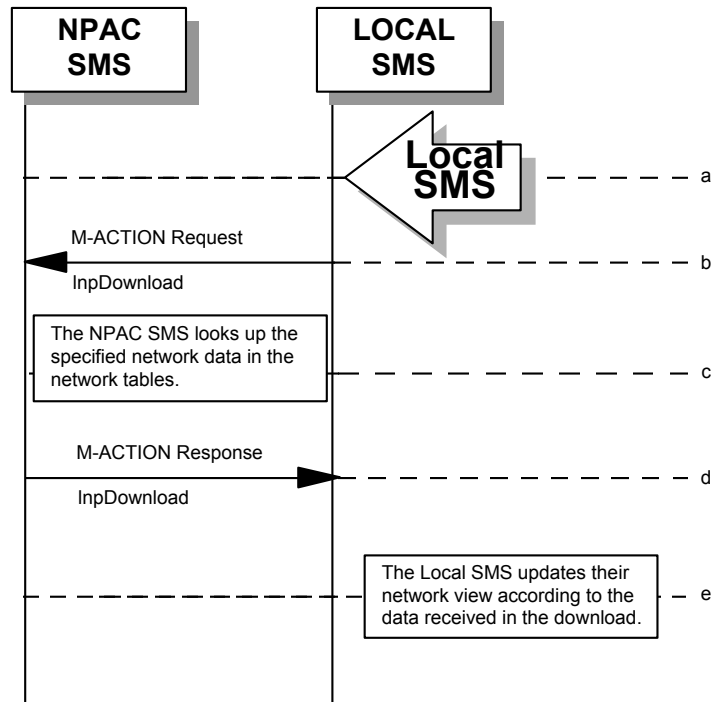 NPAC
SMS
LOCAL
SMS
Local
SMS
a
M-ACTION Request
b
lnpDownload
The NPAC SMS looks up the
specified network data in the
network tables.
c
M-ACTION Response
d
lnpDownload
The Local SMS updates their
network view according to the
data received in the download.
e